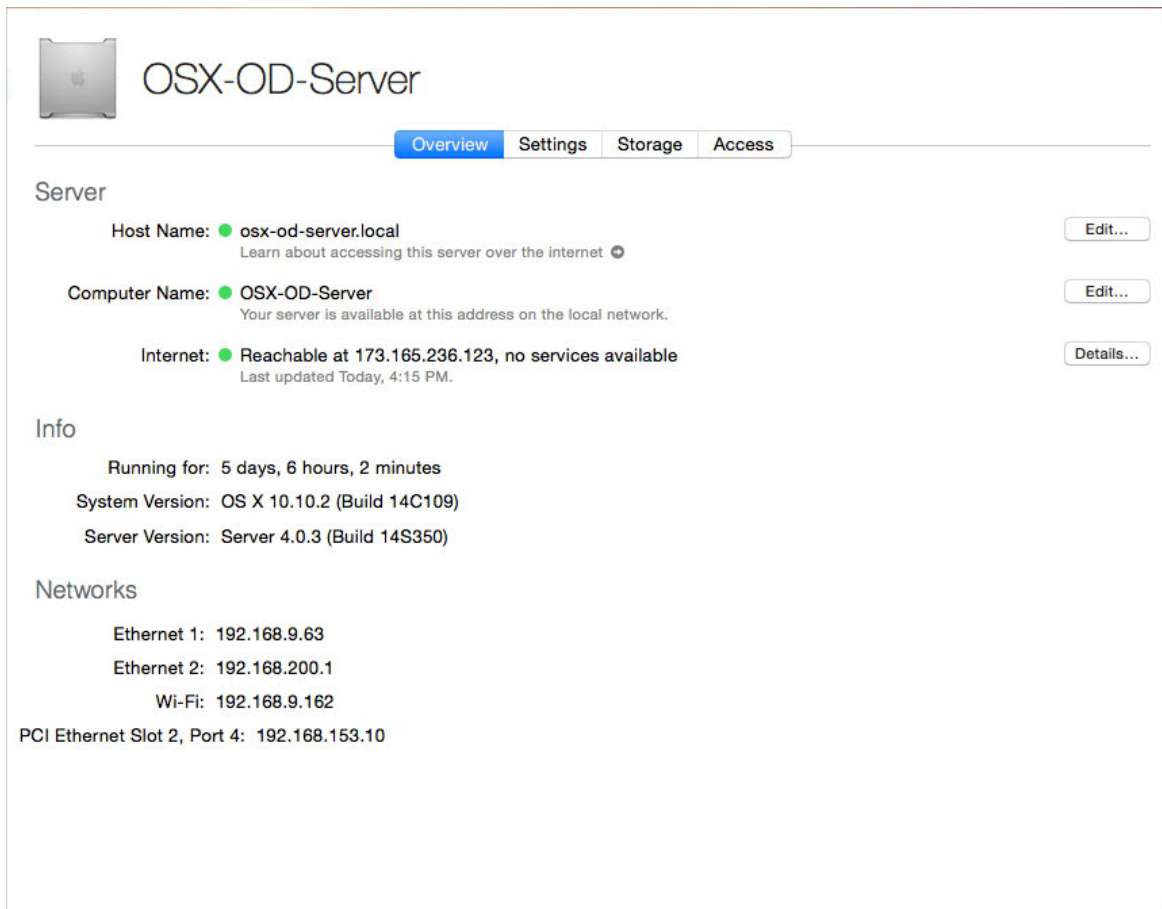 OSX-OD-Server
Overview Settings Storage Access
Server
Host Name: osx-od-server.local Edit...
Learn about accessing this server over the internet
Computer Name: OSX-OD-Server Edit...
Your server is available at this address on the local network.
Internet: Reachable at 173.165.236.123, no services available Details...
Last updated Today, 4:15 PM.
Info
Running for: 5 days, 6 hours, 2 minutes
System Version: OS X 10.10.2 (Build 14C109)
Server Version: Server 4.0.3 (Build 14S350)
Networks
Ethernet 1: 192.168.9.63
Ethernet 2: 192.168.200.1
Wi-Fi: 192.168.9.162
PCI Ethernet Slot 2, Port 4: 192.168.153.10